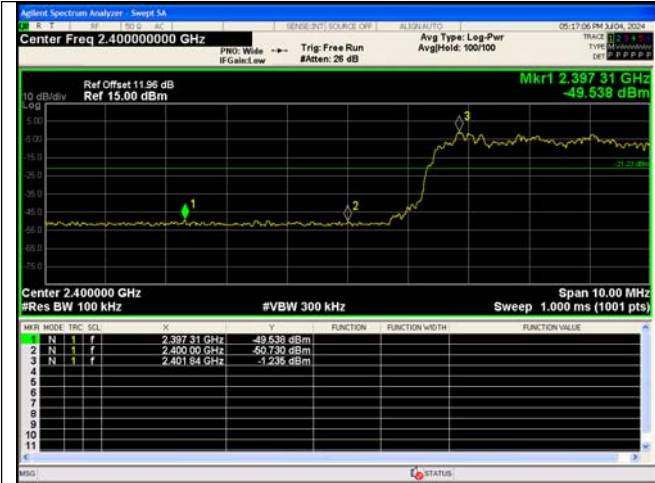 Agilent Spectrum Analyzer - Swept SA
R T RF 50 Ω AC SENSE:INT SOURCE OFF ALIGN AUTO 05:17:06 PM Jul 04, 2024
Center Freq 2.400000000 GHz Avg Type: Log-Pwr TRACE 1 2 3 4 5 6
PNO: Wide Trig: Free Run Avg|Hold: 100/100 TYPE M
IFGain:Low #Atten: 26 dB DET P P P P P P
Mkr1 2.397 31 GHz
Ref Offset 11.96 dB
10 dB/div Ref 15.00 dBm -49.538 dBm
Log
5.00
-5.00
-15.0
-21.23 dBm
-25.0
-35.0
-45.0
-55.0
-65.0
-75.0
1
2
3
Center 2.400000 GHz Span 10.00 MHz
#Res BW 100 kHz #VBW 300 kHz Sweep 1.000 ms (1001 pts)
MKR MODE TRC SCL X Y FUNCTION FUNCTION WIDTH FUNCTION VALUE
1 N 1 f 2.397 31 GHz -49.538 dBm
2 N 1 f 2.400 00 GHz -50.730 dBm
3 N 1 f 2.401 84 GHz -1.235 dBm
4
5
6
7
8
9
10
11
MSG STATUS